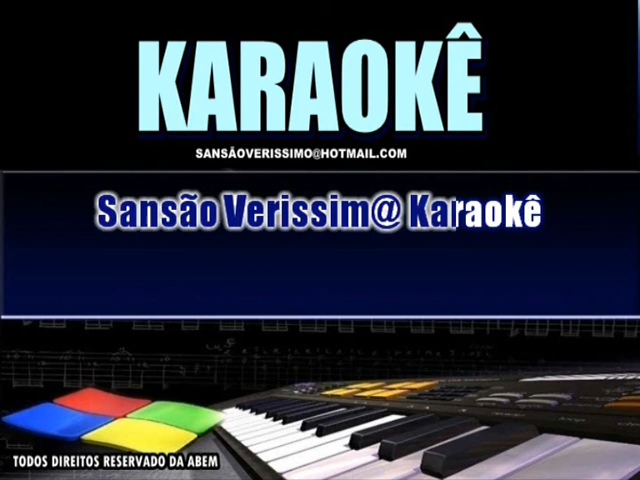 KARAOKÊ
SANSÃOVERISSIMO@HOTMAIL.COM
Sansão Verissim@ Karaokê
TODOS DIREITOS RESERVADO DA ABEM